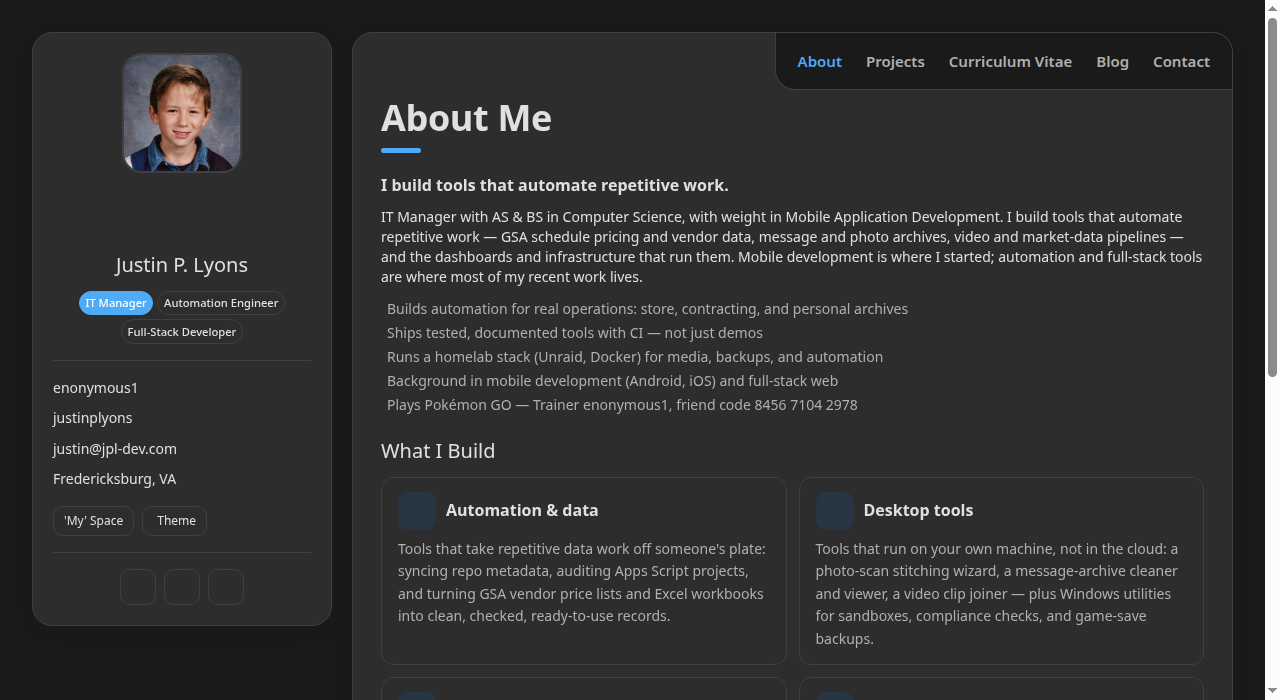 About Projects Curriculum Vitae Blog Contact
Justin P. Lyons
IT Manager Automation Engineer
Full-Stack Developer
enonymous1
justinplyons
justin@jpl-dev.com
Fredericksburg, VA
'My' Space Theme
About Me
I build tools that automate repetitive work.
IT Manager with AS & BS in Computer Science, with weight in Mobile Application Development. I build tools that automate
repetitive work — GSA schedule pricing and vendor data, message and photo archives, video and market-data pipelines —
and the dashboards and infrastructure that run them. Mobile development is where I started; automation and full-stack tools
are where most of my recent work lives.
Builds automation for real operations: store, contracting, and personal archives
Ships tested, documented tools with CI — not just demos
Runs a homelab stack (Unraid, Docker) for media, backups, and automation
Background in mobile development (Android, iOS) and full-stack web
Plays Pokémon GO — Trainer enonymous1, friend code 8456 7104 2978
What I Build
Automation & data
Tools that take repetitive data work off someone's plate:
syncing repo metadata, auditing Apps Script projects,
and turning GSA vendor price lists and Excel workbooks
into clean, checked, ready-to-use records.
Desktop tools
Tools that run on your own machine, not in the cloud: a
photo-scan stitching wizard, a message-archive cleaner
and viewer, a video clip joiner — plus Windows utilities
for sandboxes, compliance checks, and game-save
backups.